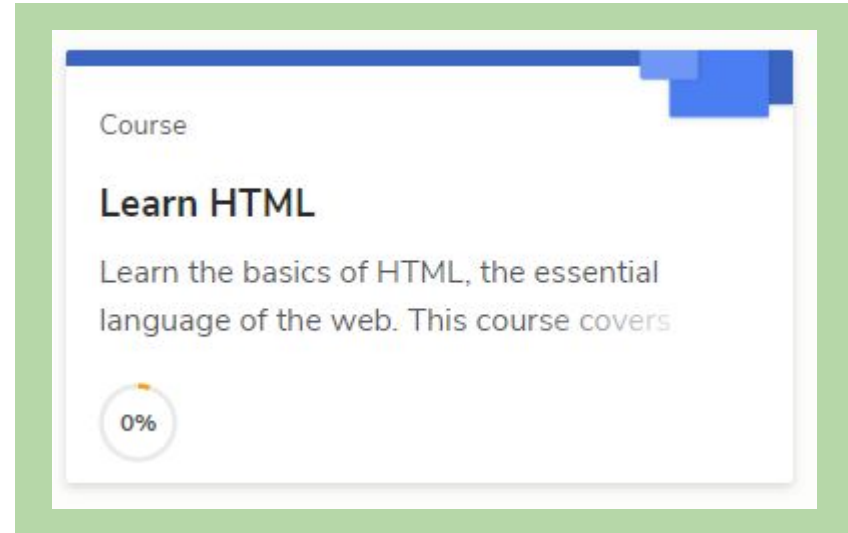 Course
Learn HTML
Learn the basics of HTML, the essential
language of the web. This course covers
0%